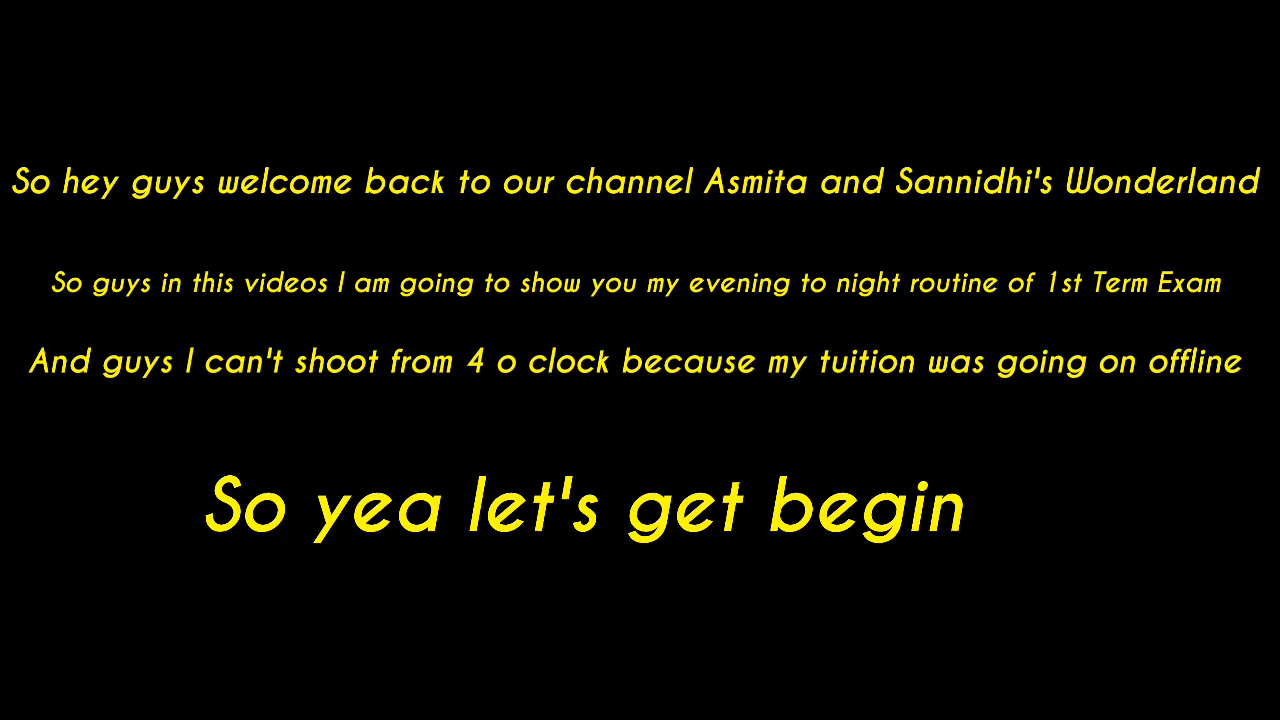 So hey guys welcome back to our channel Asmita and Sannidhi's Wonderland
So guys in this videos I am going to show you my evening to night routine of 1st Term Exam
And guys I can't shoot from 4 o clock because my tuition was going on offline
So yea let's get begin